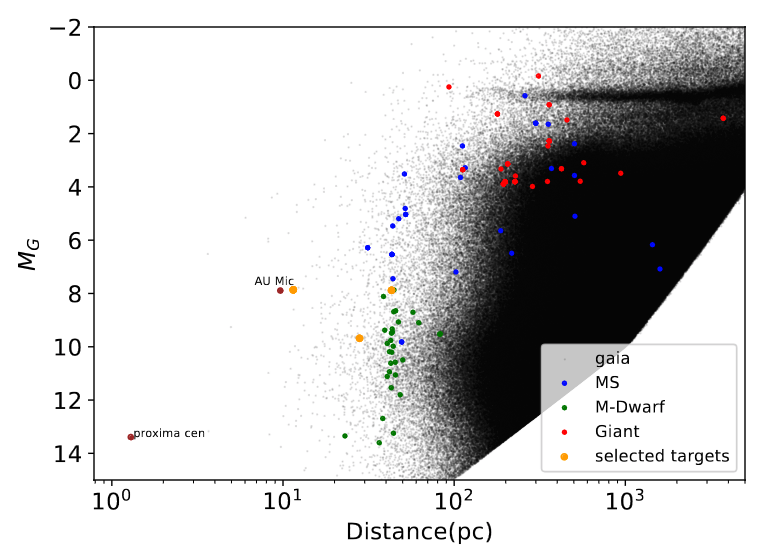 −2
0
2
4
6
8
10
12
14
M_G
AU Mic
proxima cen
gaia
MS
M-Dwarf
Giant
selected targets
10^0 10^1 10^2 10^3
Distance(pc)